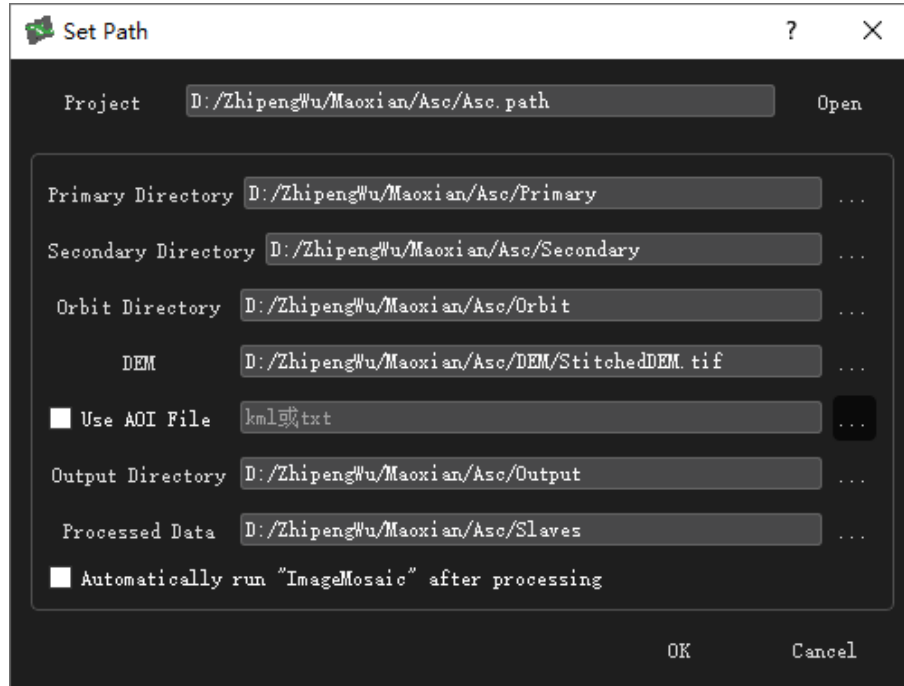 Set Path
?
Project D:/ZhipengWu/Maoxian/Asc/Asc.path Open
Primary Directory D:/ZhipengWu/Maoxian/Asc/Primary ...
Secondary Directory D:/ZhipengWu/Maoxian/Asc/Secondary ...
Orbit Directory D:/ZhipengWu/Maoxian/Asc/Orbit ...
DEM D:/ZhipengWu/Maoxian/Asc/DEM/StitchedDEM.tif ...
Use AOI File kml或txt ...
Output Directory D:/ZhipengWu/Maoxian/Asc/Output ...
Processed Data D:/ZhipengWu/Maoxian/Asc/Slaves ...
Automatically run "ImageMosaic" after processing
OK Cancel